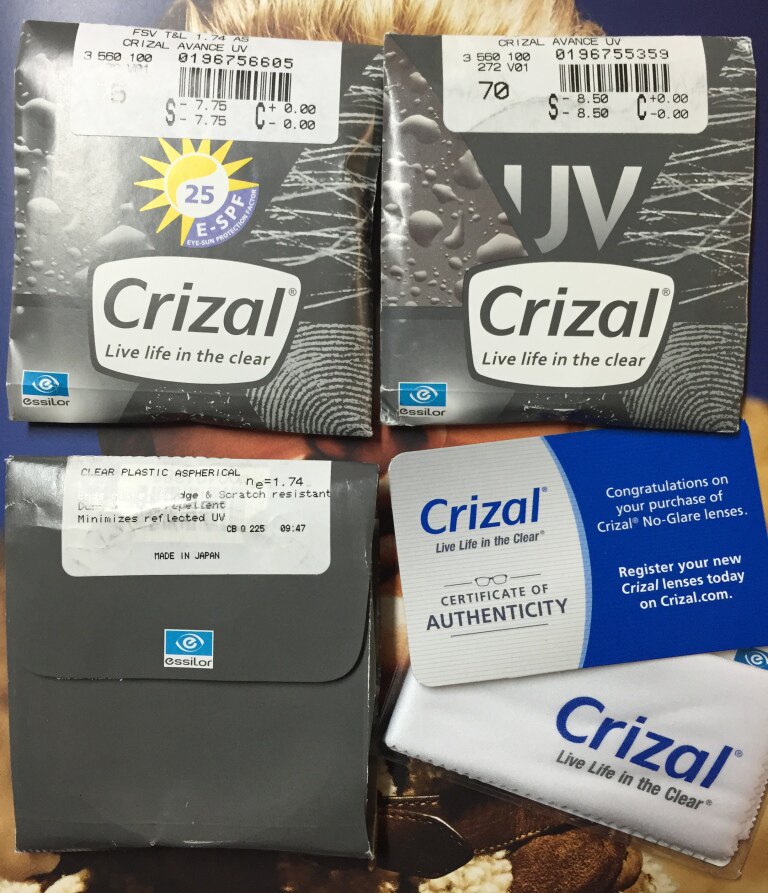 FSV T&L 1.74 AS
CRIZAL AVANCE UV
3 560 100
0196756605
V01
S - 7.75 C + 0.00
- 7.75 - 0.00
25
E-SPF
EYE-SUN PROTECTION FACTOR
Crizal®
Live life in the clear
essilor
CRIZAL AVANCE UV
3 560 100
0196755359
272 V01
70
S - 8.50 C +0.00
- 8.50 -0.00
UV
Crizal®
Live life in the clear
essilor
CLEAR PLASTIC ASPHERICAL
ne=1.74
& Scratch resistant
repellent
Minimizes reflected UV
CB Q 225 09:47
MADE IN JAPAN
essilor
Crizal®
Live Life in the Clear®
CERTIFICATE OF
AUTHENTICITY
Congratulations on
your purchase of
Crizal® No-Glare lenses.
Register your new
Crizal lenses today
on Crizal.com.
Crizal®
Live Life in the Clear®